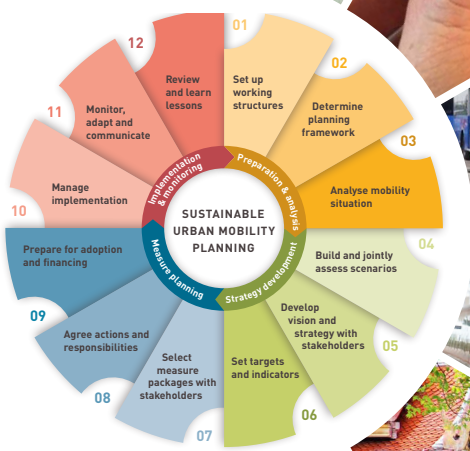 SUSTAINABLE
URBAN MOBILITY
PLANNING
Preparation & analysis
Strategy development
Measure planning
Implementation
& monitoring
01
Set up
working
structures
02
Determine
planning
framework
03
Analyse mobility
situation
04
Build and jointly
assess scenarios
05
Develop
vision and
strategy with
stakeholders
06
Set targets
and indicators
07
Select
measure
packages with
stakeholders
08
Agree actions and
responsibilities
09
Prepare for adoption
and financing
10
Manage
implementation
11
Monitor,
adapt and
communicate
12
Review
and learn
lessons